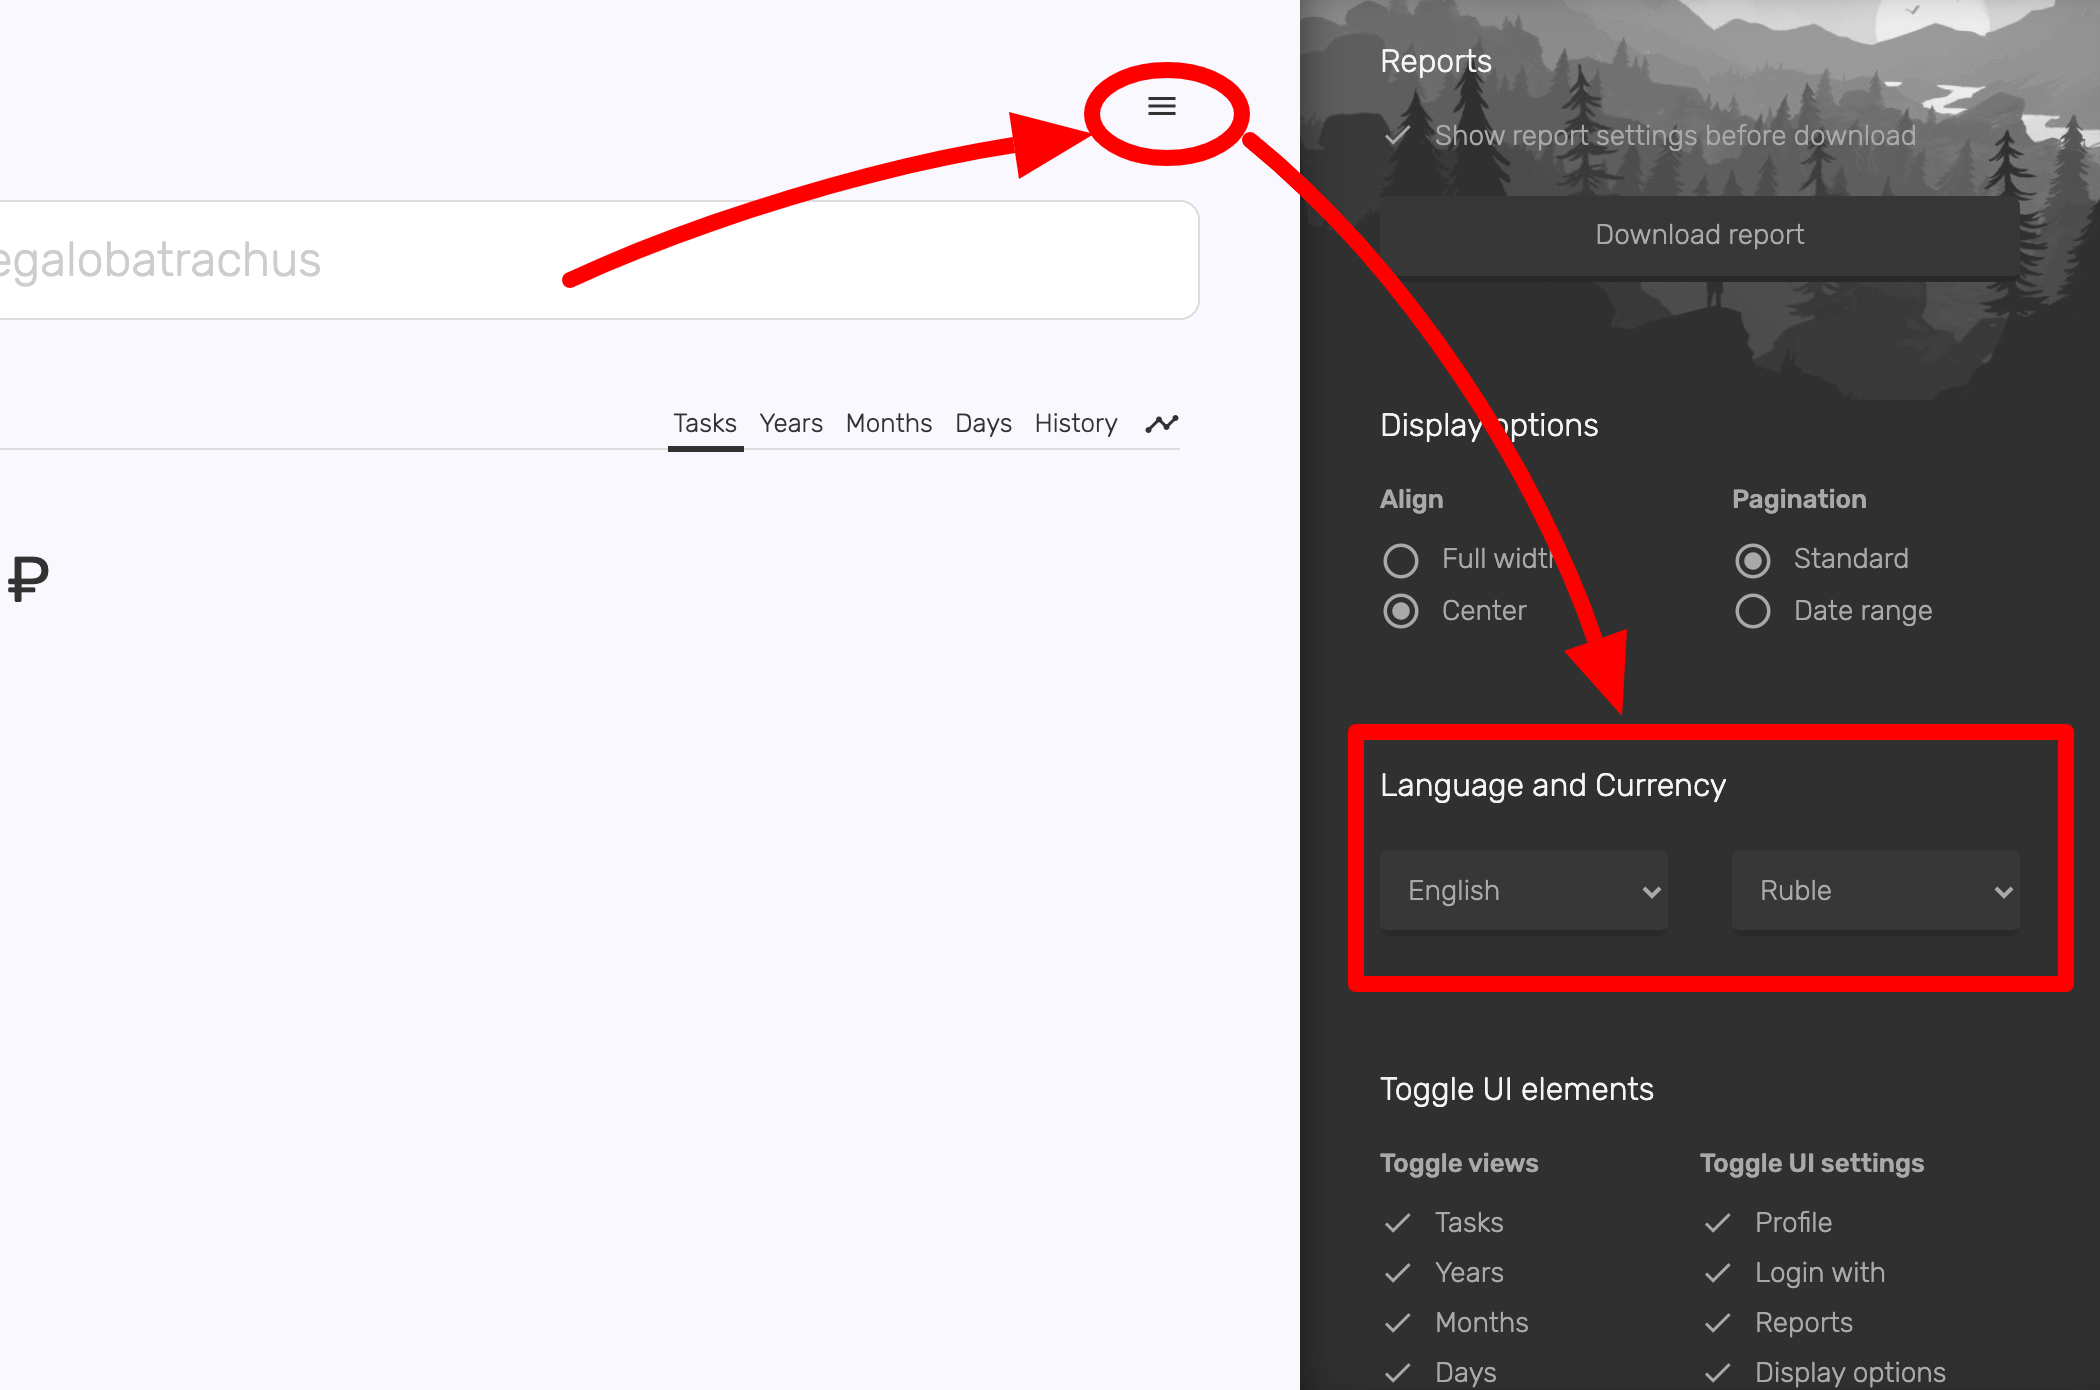 egalobatrachus
Tasks Years Months Days History
₽
Reports
Show report settings before download
Download report
Display options
Align
Full width
Center
Pagination
Standard
Date range
Language and Currency
English
Ruble
Toggle UI elements
Toggle views
Tasks
Years
Months
Days
Toggle UI settings
Profile
Login with
Reports
Display options